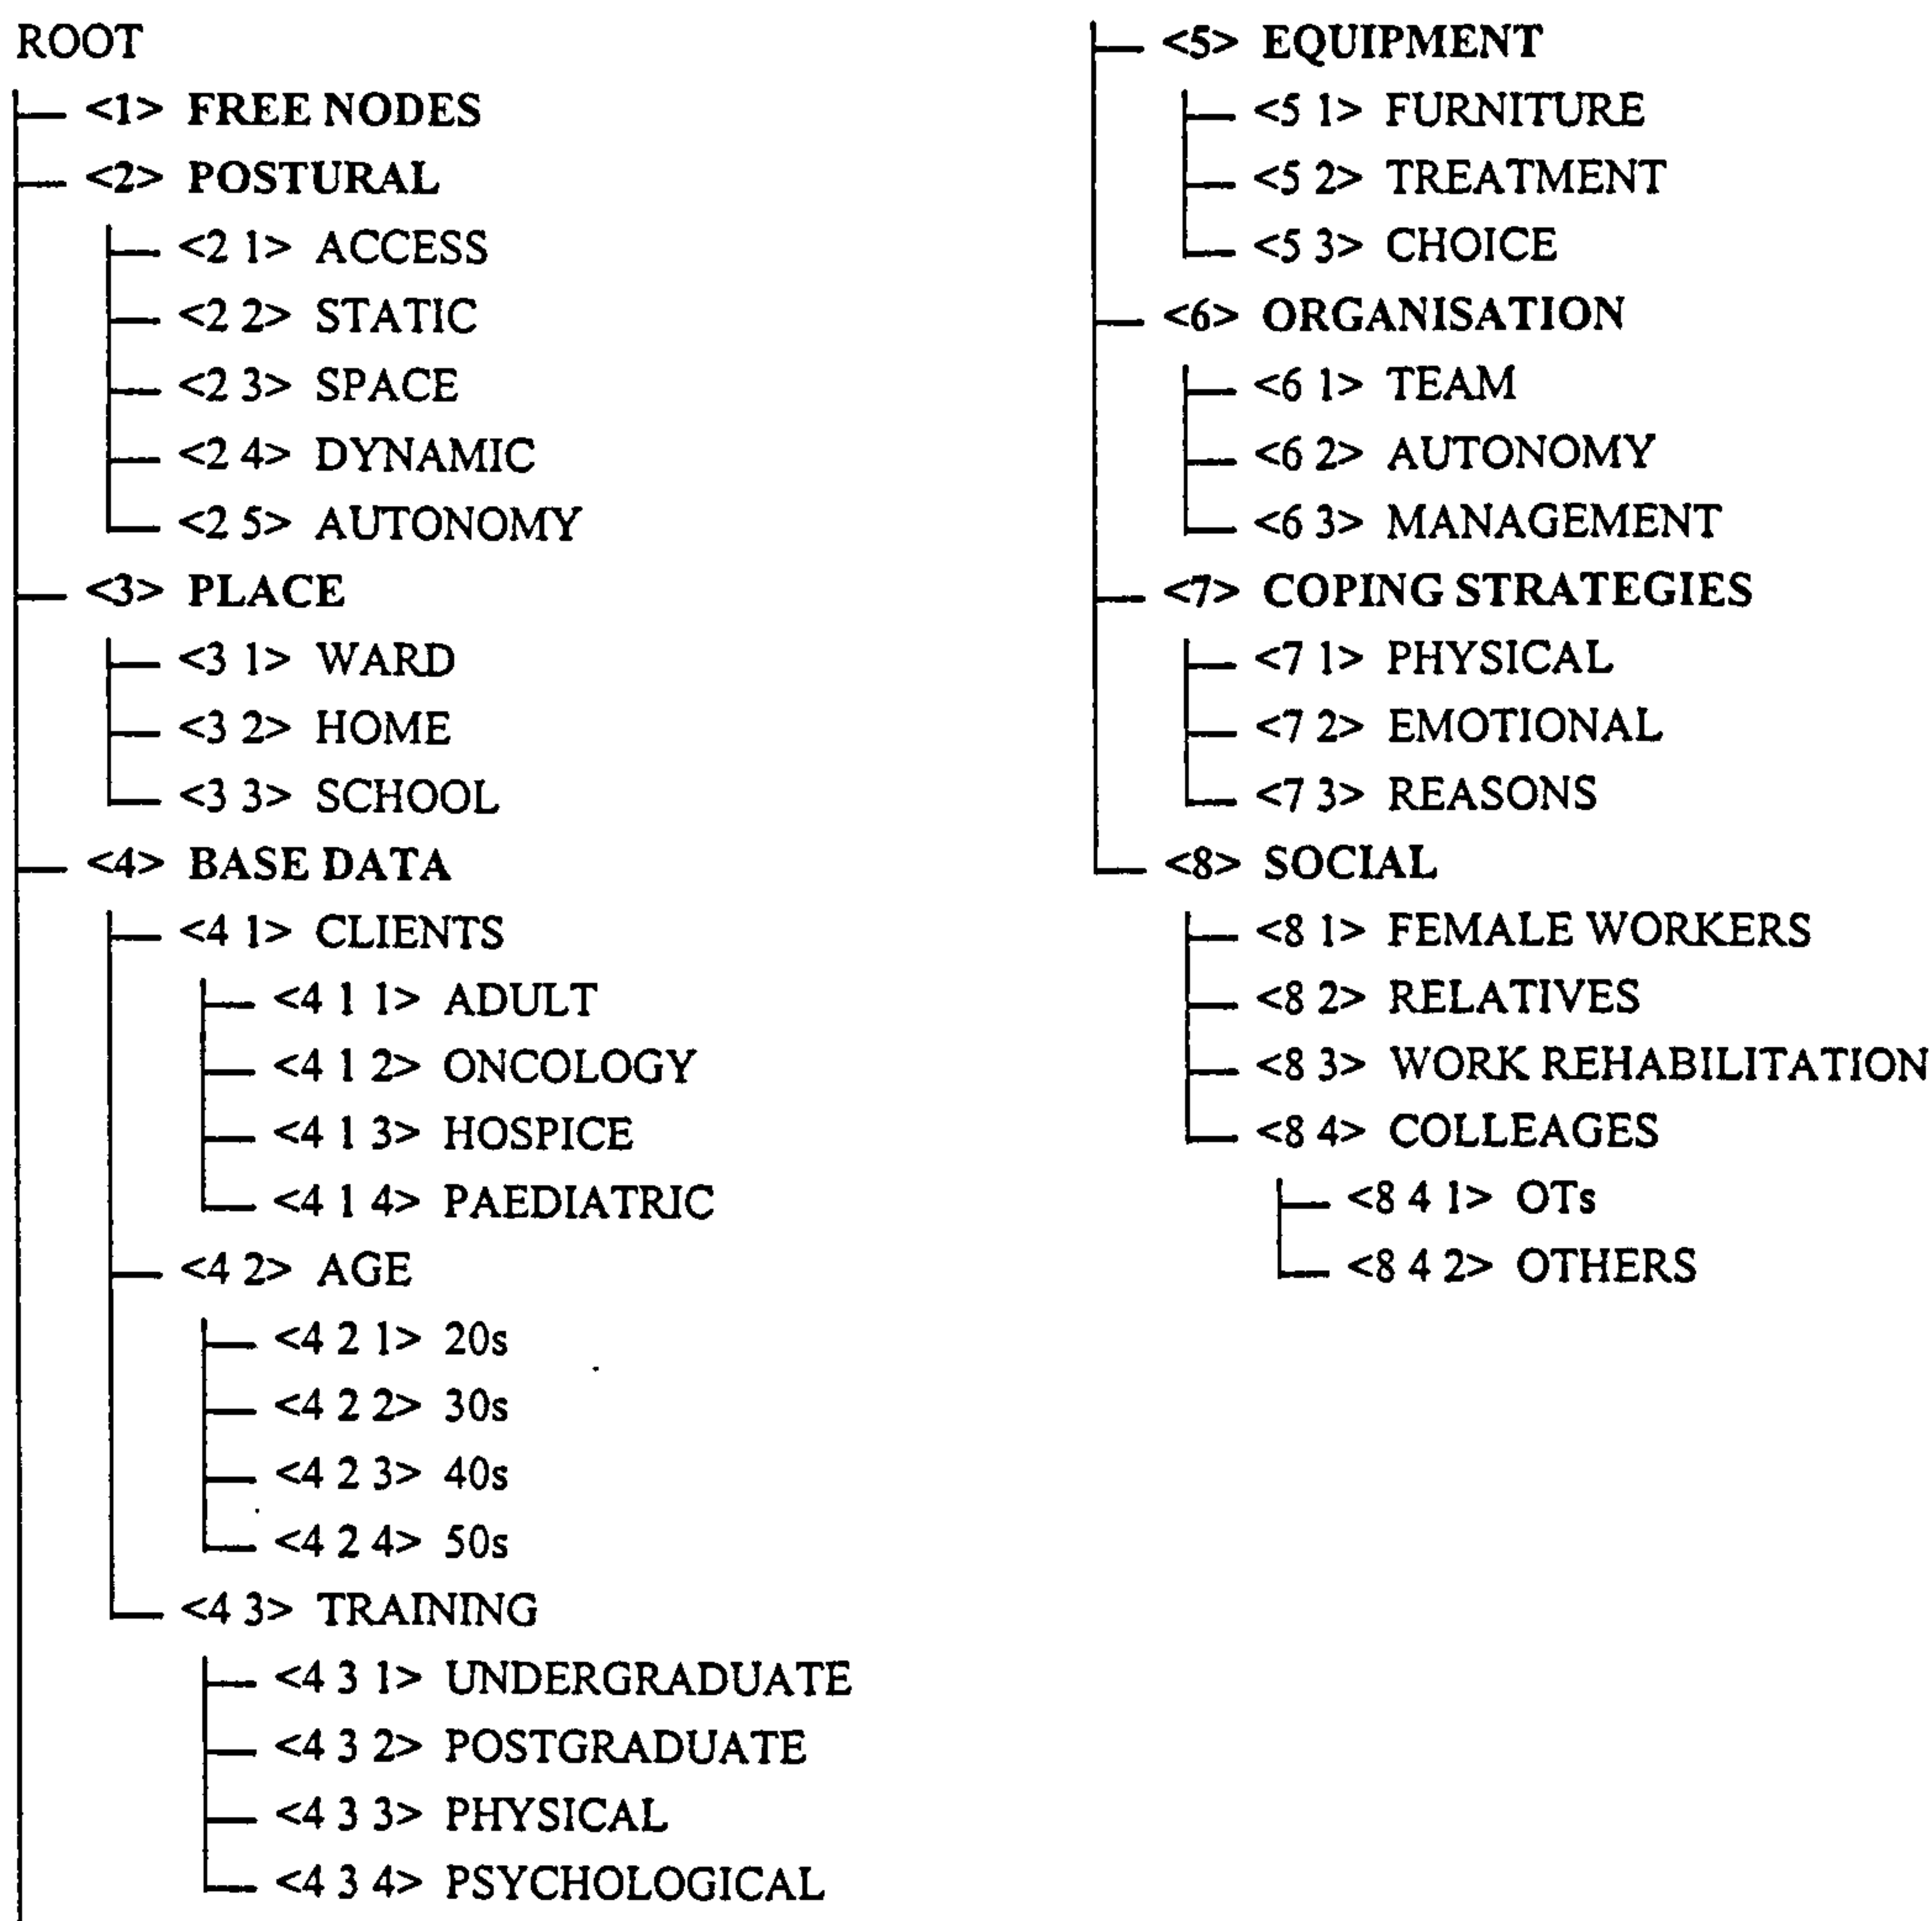 ROOT
<1> FREE NODES
<2> POSTURAL
<2 1> ACCESS
<2 2> STATIC
<2 3> SPACE
<2 4> DYNAMIC
<2 5> AUTONOMY
<3> PLACE
<3 1> WARD
<3 2> HOME
<3 3> SCHOOL
<4> BASE DATA
<4 1> CLIENTS
<4 1 1> ADULT
<4 1 2> ONCOLOGY
<4 1 3> HOSPICE
<4 1 4> PAEDIATRIC
<4 2> AGE
<4 2 1> 20s
<4 2 2> 30s
<4 2 3> 40s
<4 2 4> 50s
<4 3> TRAINING
<4 3 1> UNDERGRADUATE
<4 3 2> POSTGRADUATE
<4 3 3> PHYSICAL
<4 3 4> PSYCHOLOGICAL
<5> EQUIPMENT
<5 1> FURNITURE
<5 2> TREATMENT
<5 3> CHOICE
<6> ORGANISATION
<6 1> TEAM
<6 2> AUTONOMY
<6 3> MANAGEMENT
<7> COPING STRATEGIES
<7 1> PHYSICAL
<7 2> EMOTIONAL
<7 3> REASONS
<8> SOCIAL
<8 1> FEMALE WORKERS
<8 2> RELATIVES
<8 3> WORK REHABILITATION
<8 4> COLLEAGES
<8 4 1> OTs
<8 4 2> OTHERS